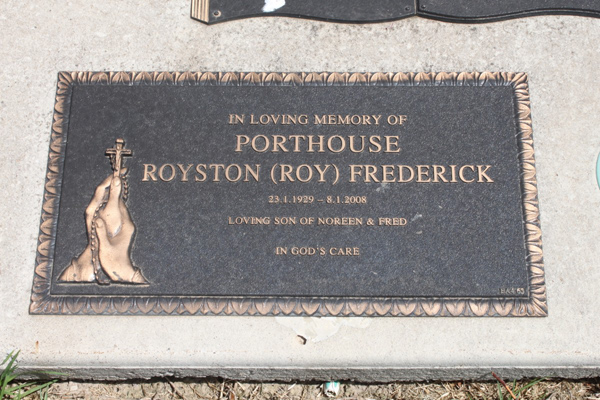 IN LOVING MEMORY OF
PORTHOUSE
ROYSTON (ROY) FREDERICK
23.1.1929 – 8.1.2008
LOVING SON OF NOREEN & FRED
IN GOD'S CARE